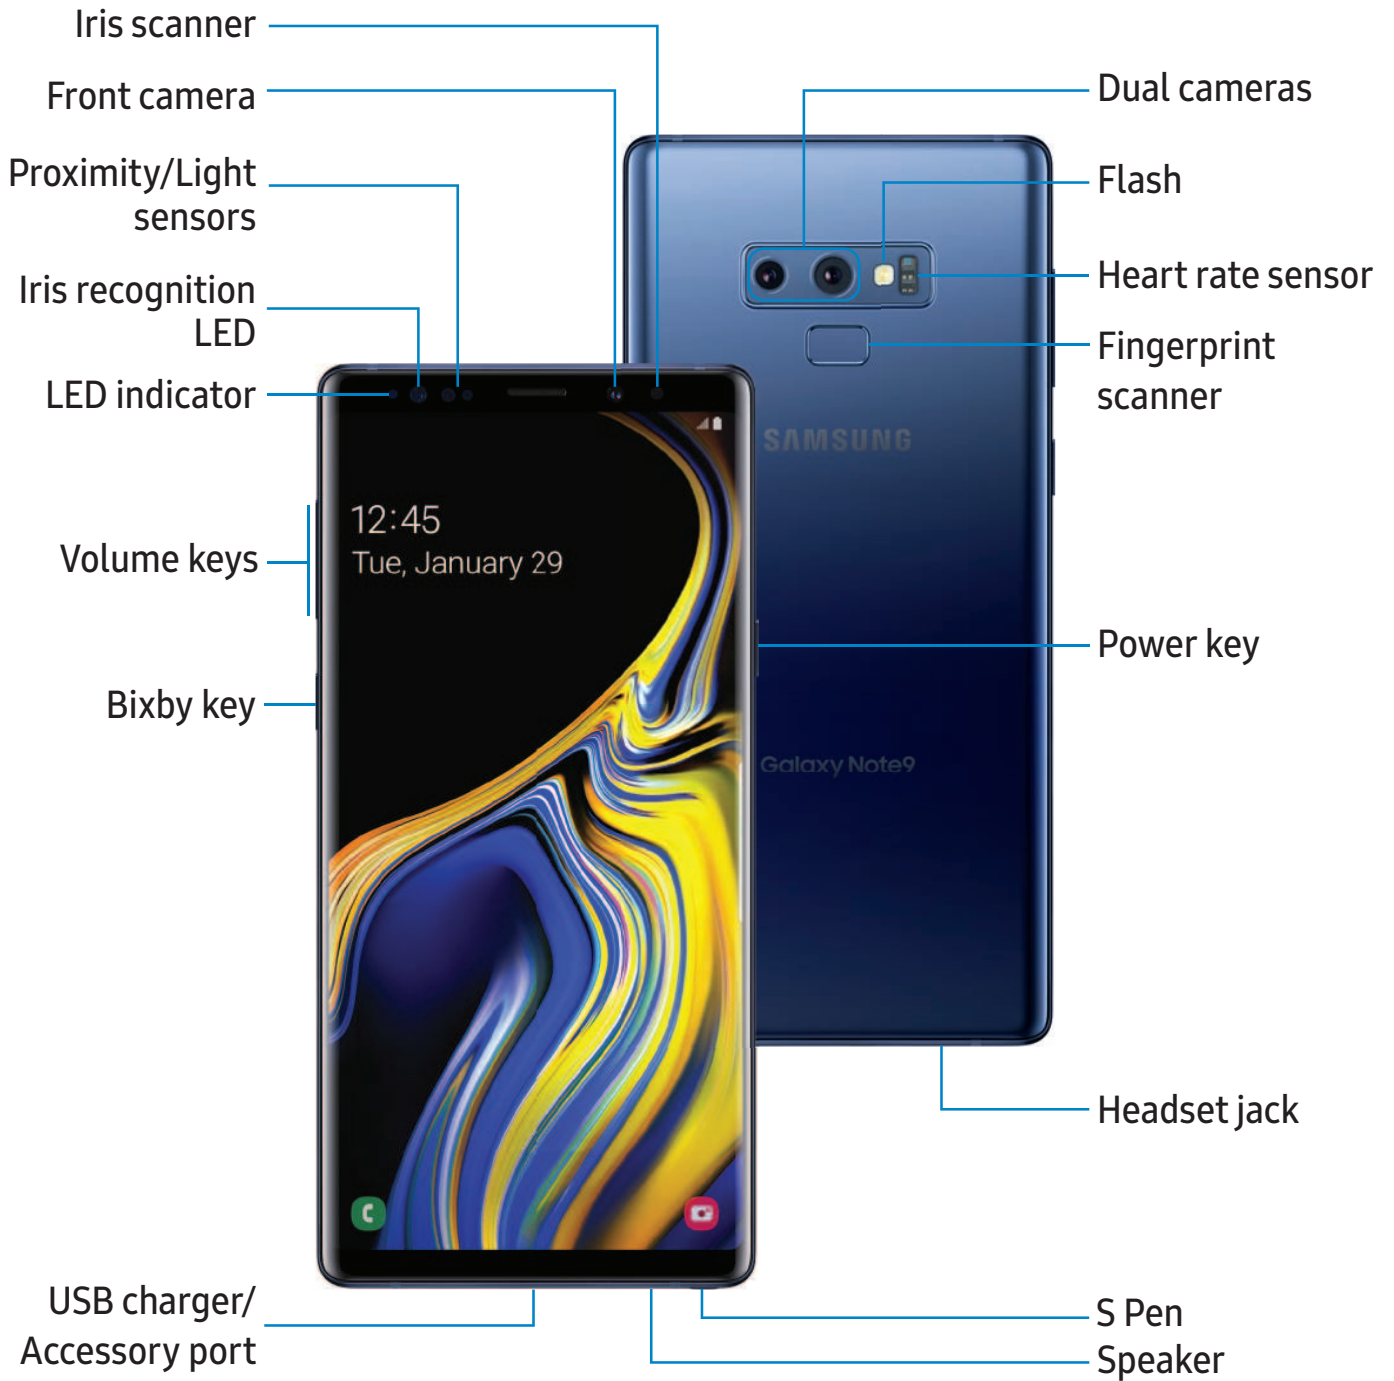 Iris scanner
Front camera
Proximity/Light
sensors
Iris recognition
LED
LED indicator
Volume keys
Bixby key
USB charger/
Accessory port
12:45
Tue, January 29
Dual cameras
Flash
Heart rate sensor
Fingerprint
scanner
SAMSUNG
Power key
Galaxy Note9
Headset jack
S Pen
Speaker